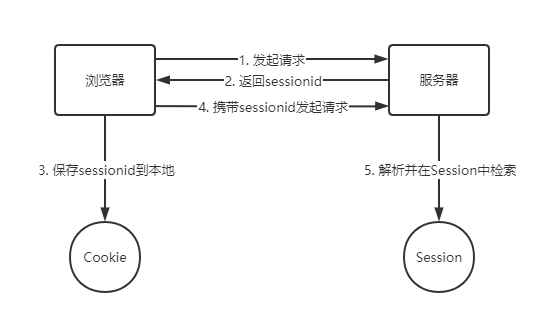 1. 发起请求
浏览器
2. 返回sessionid
服务器
4. 携带sessionid发起请求
3. 保存sessionid到本地
5. 解析并在Session中检索
Cookie
Session